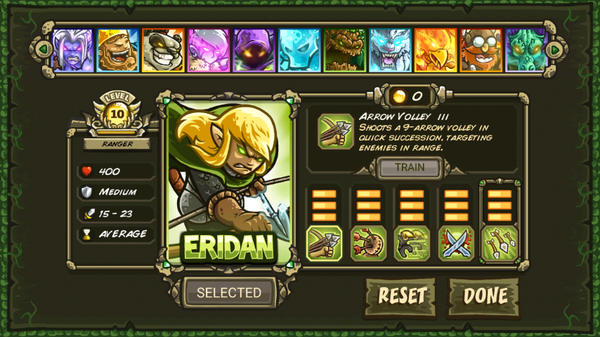 LEVEL
10
RANGER
400
MEDIUM
15 - 23
AVERAGE
ERIDAN
SELECTED
0
ARROW VOLLEY III
SHOOTS A 9-ARROW VOLLEY IN
QUICK SUCCESSION, TARGETING
ENEMIES IN RANGE.
TRAIN
RESET
DONE